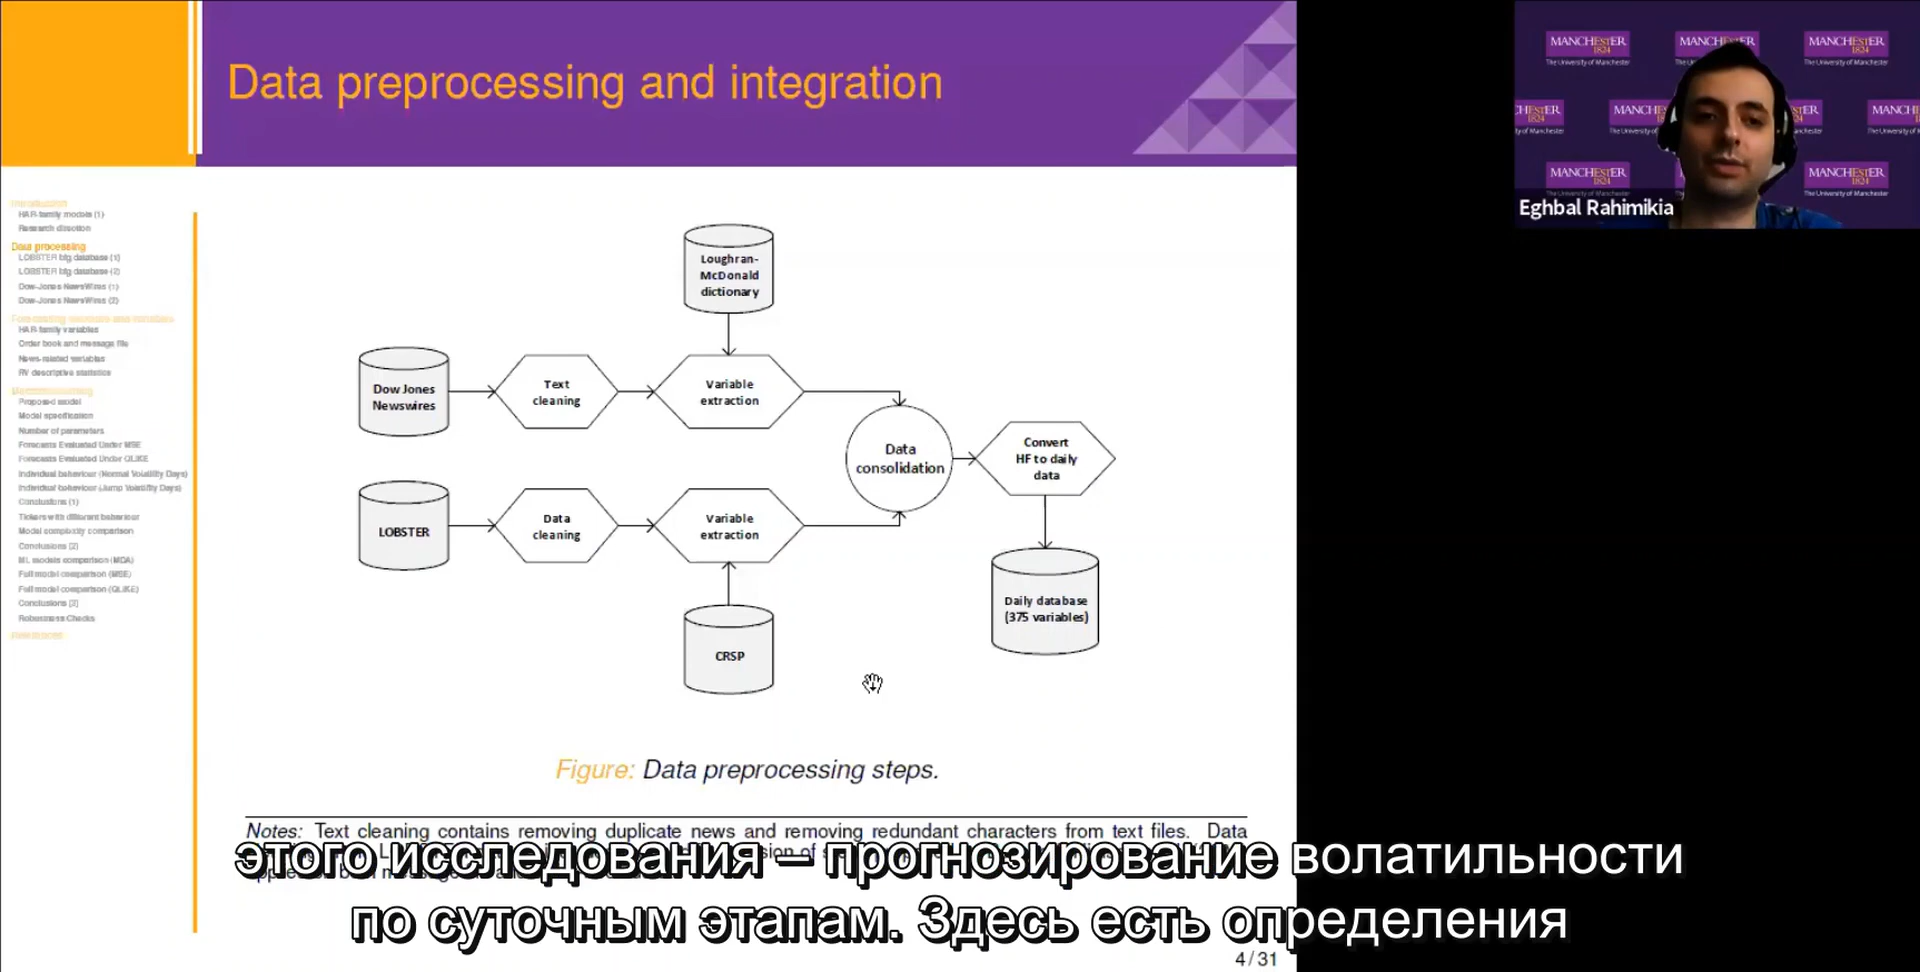 Data preprocessing and integration
MANCHESTER
1824
The University of Manchester
MANCHESTER
1824
The University of Manchester
Eghbal Rahimikia
Introduction
HAR-family models (1)
Research direction
Data processing
LOBSTER big database (1)
LOBSTER big database (2)
Dow-Jones NewsWires (1)
Dow-Jones NewsWires (2)
Forecasting methods and variables
HAR-family variables
Order book and message file
News-related variables
RV descriptive statistics
Proposed model
Model specification
Number of parameters
Forecasts Evaluated Under MSE
Forecasts Evaluated Under QLIKE
Individual behaviour (Normal Volatility Days)
Individual behaviour (Jump Volatility Days)
Conclusions (1)
Tickers with different behaviour
Model complexity comparison
Conclusions (2)
ML models comparison (MDA)
Full model comparison (MSE)
Full model comparison (QLIKE)
Conclusions (3)
Robustness Checks
References
Loughran-
McDonald
dictionary
Dow Jones
Newswires
Text
cleaning
Variable
extraction
Data
consolidation
Convert
HF to daily
data
LOBSTER
Data
cleaning
Variable
extraction
CRSP
Daily database
(375 variables)
Figure: Data preprocessing steps.
Notes: Text cleaning contains removing duplicate news and removing redundant characters from text files. Data
этого исследования – прогнозирование волатильности
по суточным этапам. Здесь есть определения
4/31